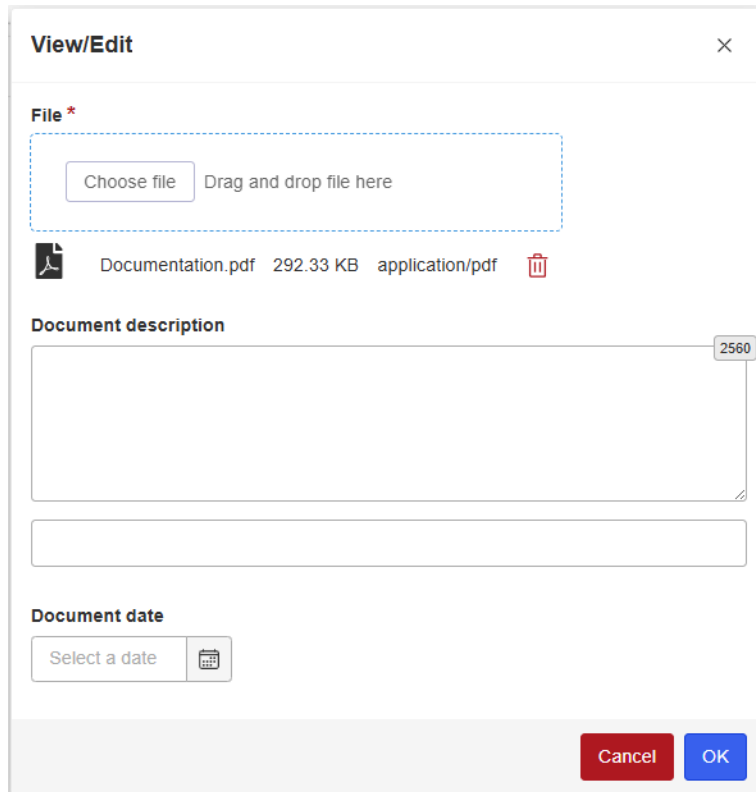 View/Edit
File *
Choose file Drag and drop file here
Documentation.pdf 292.33 KB application/pdf
Document description
2560
Document date
Select a date
Cancel OK